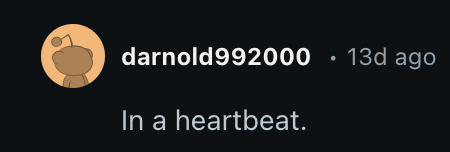 darnold992000 • 13d ago
In a heartbeat.